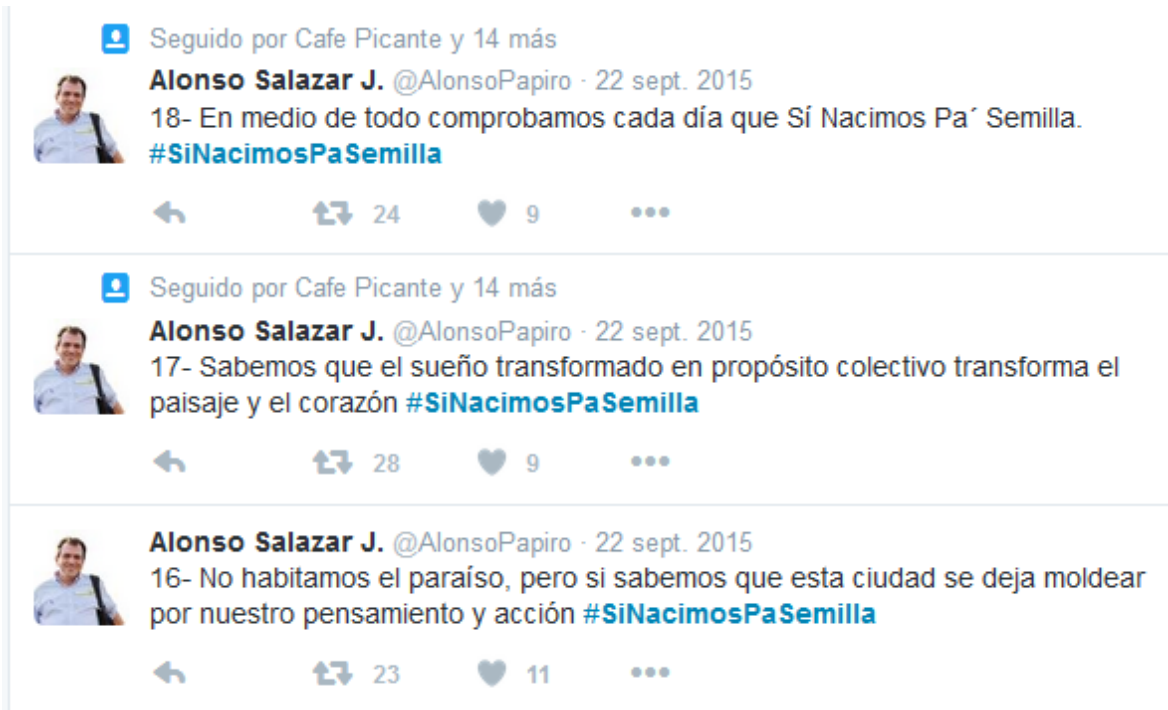 Seguido por Cafe Picante y 14 más
Alonso Salazar J. @AlonsoPapiro · 22 sept. 2015
18- En medio de todo comprobamos cada día que Sí Nacimos Pa´ Semilla.
#SiNacimosPaSemilla
24 9
Seguido por Cafe Picante y 14 más
Alonso Salazar J. @AlonsoPapiro · 22 sept. 2015
17- Sabemos que el sueño transformado en propósito colectivo transforma el
paisaje y el corazón #SiNacimosPaSemilla
28 9
Alonso Salazar J. @AlonsoPapiro · 22 sept. 2015
16- No habitamos el paraíso, pero si sabemos que esta ciudad se deja moldear
por nuestro pensamiento y acción #SiNacimosPaSemilla
23 11